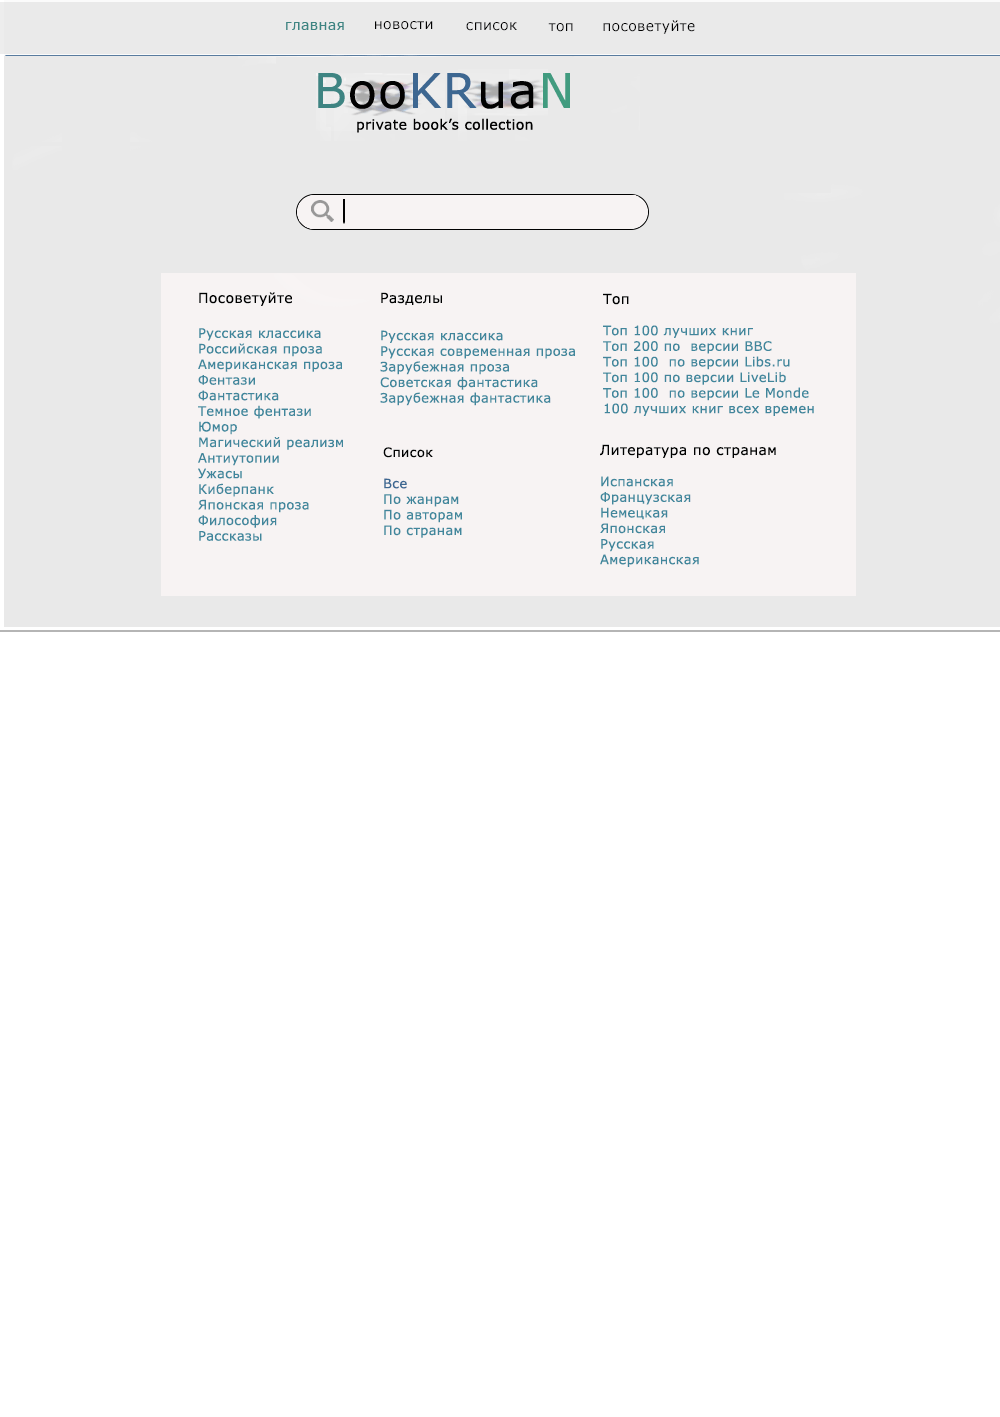 главная новости список топ посоветуйте
BooKRuaN
private book's collection
Посоветуйте
Русская классика
Российская проза
Американская проза
Фентази
Фантастика
Темное фентази
Юмор
Магический реализм
Антиутопии
Ужасы
Киберпанк
Японская проза
Философия
Рассказы
Разделы
Русская классика
Русская современная проза
Зарубежная проза
Советская фантастика
Зарубежная фантастика
Список
Все
По жанрам
По авторам
По странам
Топ
Топ 100 лучших книг
Топ 200 по версии BBC
Топ 100 по версии Libs.ru
Топ 100 по версии LiveLib
Топ 100 по версии Le Monde
100 лучших книг всех времен
Литература по странам
Испанская
Французская
Немецкая
Японская
Русская
Американская